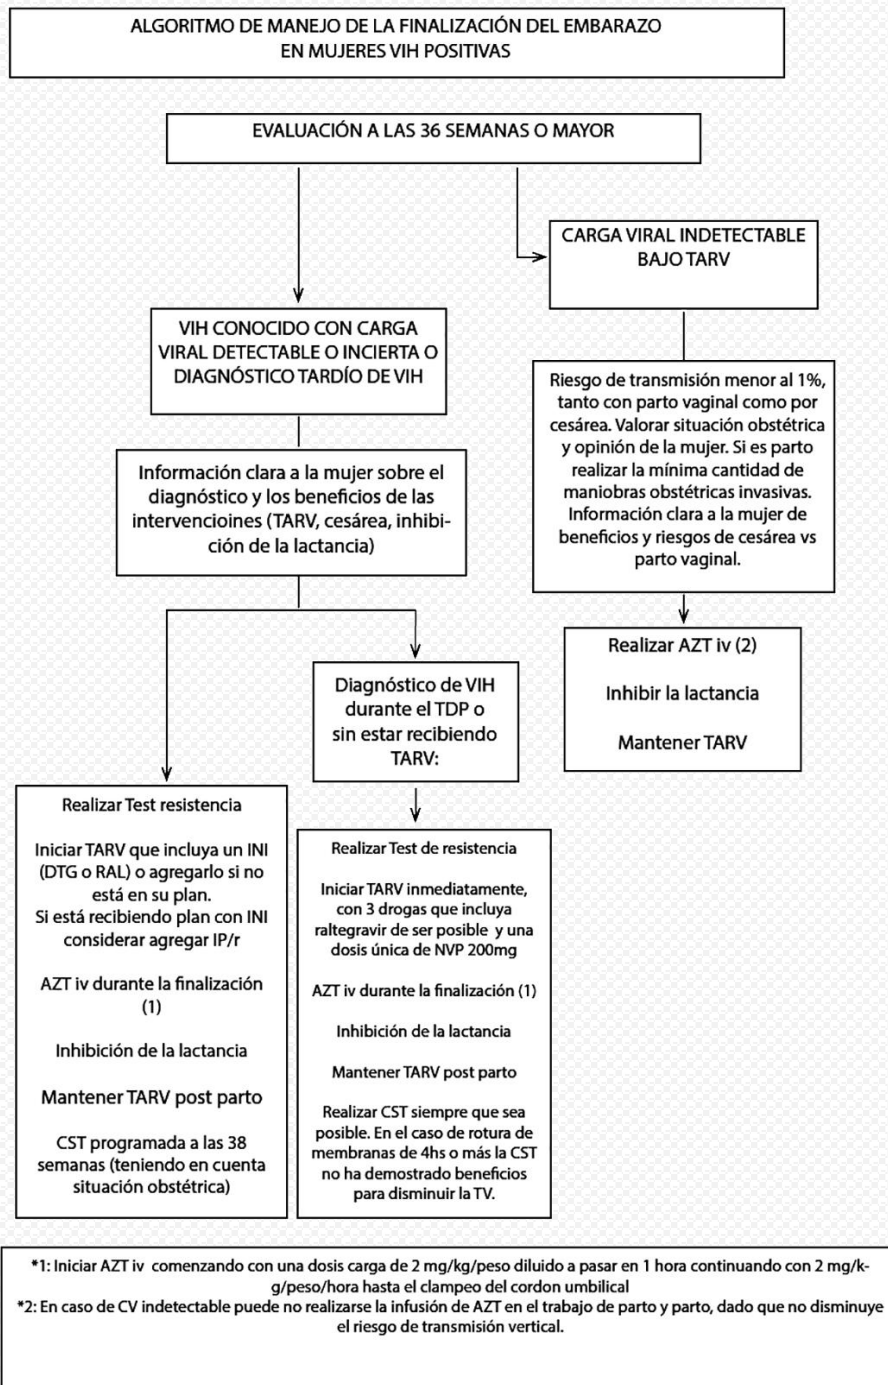 ALGORITMO DE MANEJO DE LA FINALIZACIÓN DEL EMBARAZO
EN MUJERES VIH POSITIVAS
EVALUACIÓN A LAS 36 SEMANAS O MAYOR
CARGA VIRAL INDETECTABLE
BAJO TARV
VIH CONOCIDO CON CARGA
VIRAL DETECTABLE O INCIERTA O
DIAGNÓSTICO TARDÍO DE VIH
Riesgo de transmisión menor al 1%,
tanto con parto vaginal como por
cesárea. Valorar situación obstétrica
y opinión de la mujer. Si es parto
realizar la mínima cantidad de
maniobras obstétricas invasivas.
Información clara a la mujer de
beneficios y riesgos de cesárea vs
parto vaginal.
Información clara a la mujer sobre el
diagnóstico y los beneficios de las
intervencioines (TARV, cesárea, inhibi-
ción de la lactancia)
Realizar AZT iv (2)
Inhibir la lactancia
Mantener TARV
Diagnóstico de VIH
durante el TDP o
sin estar recibiendo
TARV:
Realizar Test resistencia
Iniciar TARV que incluya un INI
(DTG o RAL) o agregarlo si no
está en su plan.
Si está recibiendo plan con INI
considerar agregar IP/r
AZT iv durante la finalización
(1)
Inhibición de la lactancia
Mantener TARV post parto
CST programada a las 38
semanas (teniendo en cuenta
situación obstétrica)
Realizar Test de resistencia
Iniciar TARV inmediatamente,
con 3 drogas que incluya
raltegravir de ser posible y una
dosis única de NVP 200mg
AZT iv durante la finalización (1)
Inhibición de la lactancia
Mantener TARV post parto
Realizar CST siempre que sea
posible. En el caso de rotura de
membranas de 4hs o más la CST
no ha demostrado beneficios
para disminuir la TV.
*1: Iniciar AZT iv comenzando con una dosis carga de 2 mg/kg/peso diluido a pasar en 1 hora continuando con 2 mg/k-
g/peso/hora hasta el clampeo del cordon umbilical
*2: En caso de CV indetectable puede no realizarse la infusión de AZT en el trabajo de parto y parto, dado que no disminuye
el riesgo de transmisión vertical.